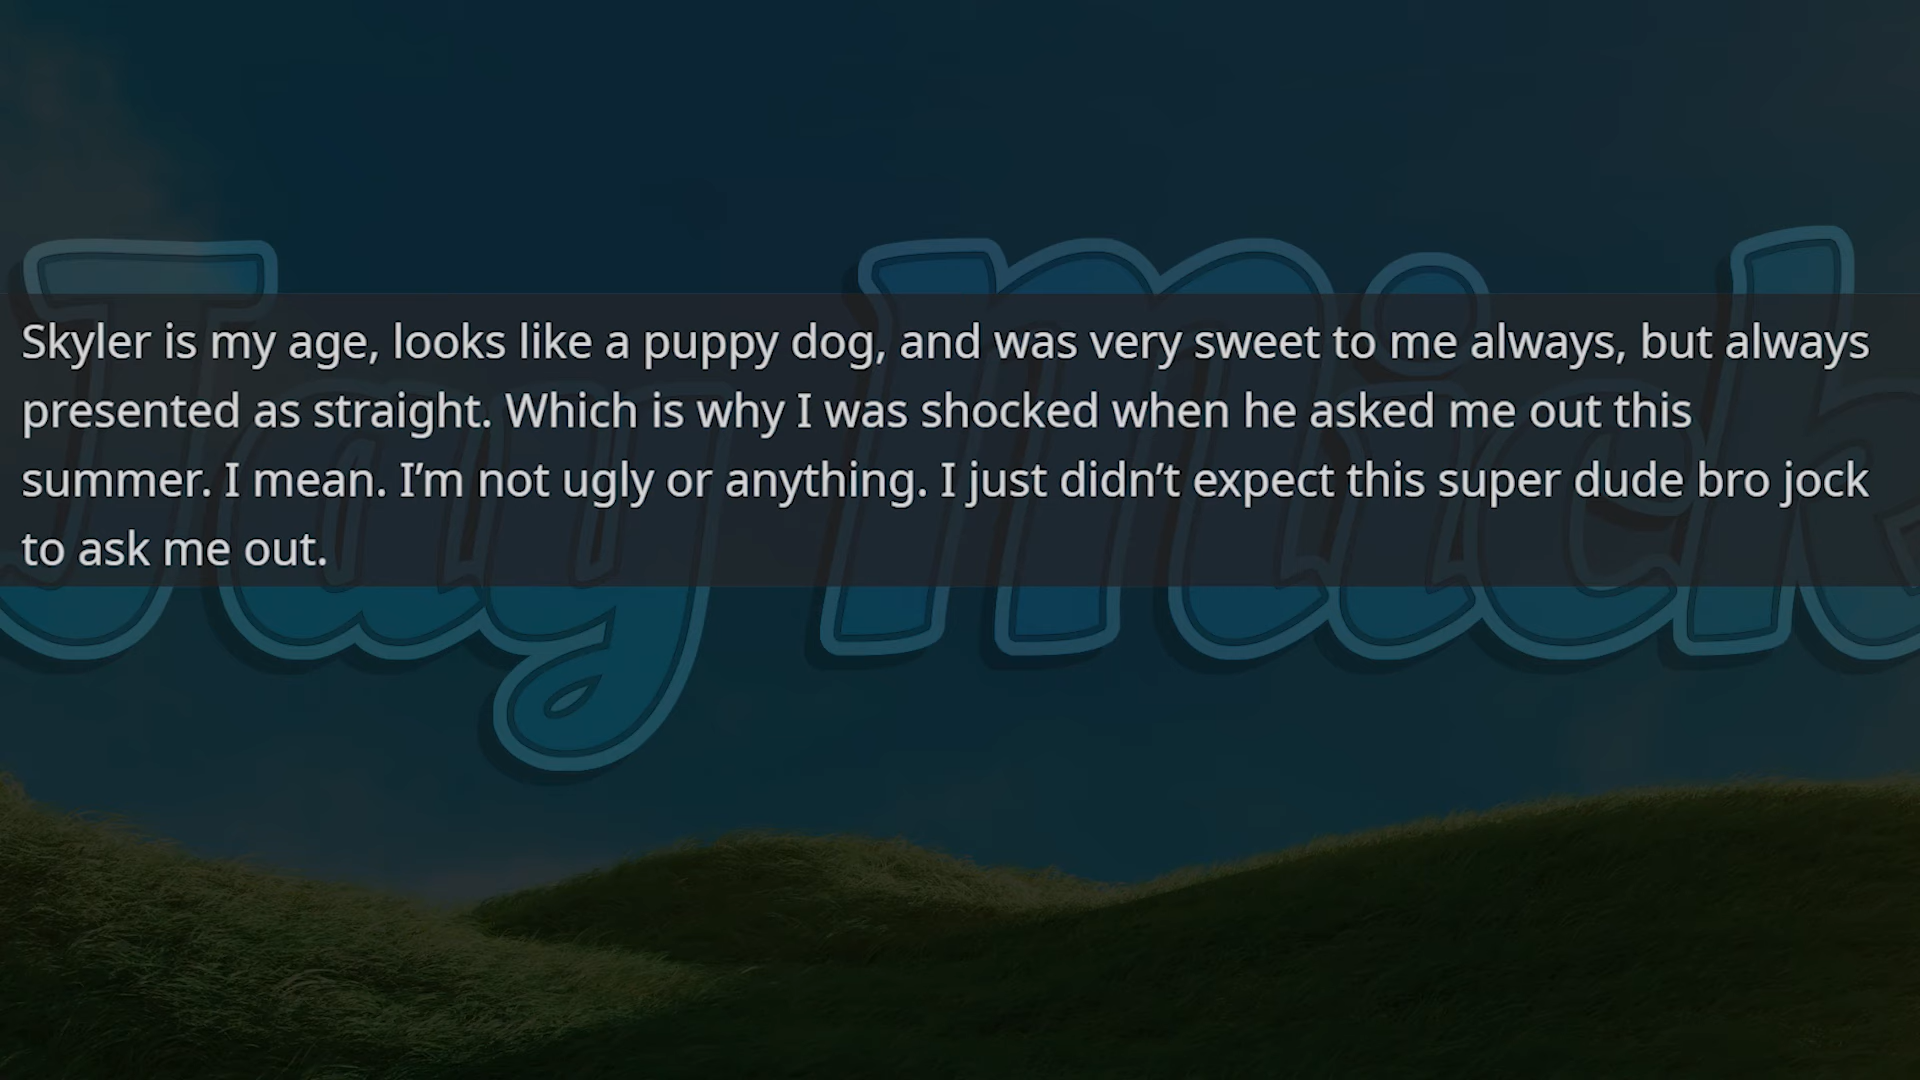 Jay Mick
Skyler is my age, looks like a puppy dog, and was very sweet to me always, but always
presented as straight. Which is why I was shocked when he asked me out this
summer. I mean. I’m not ugly or anything. I just didn’t expect this super dude bro jock
to ask me out.